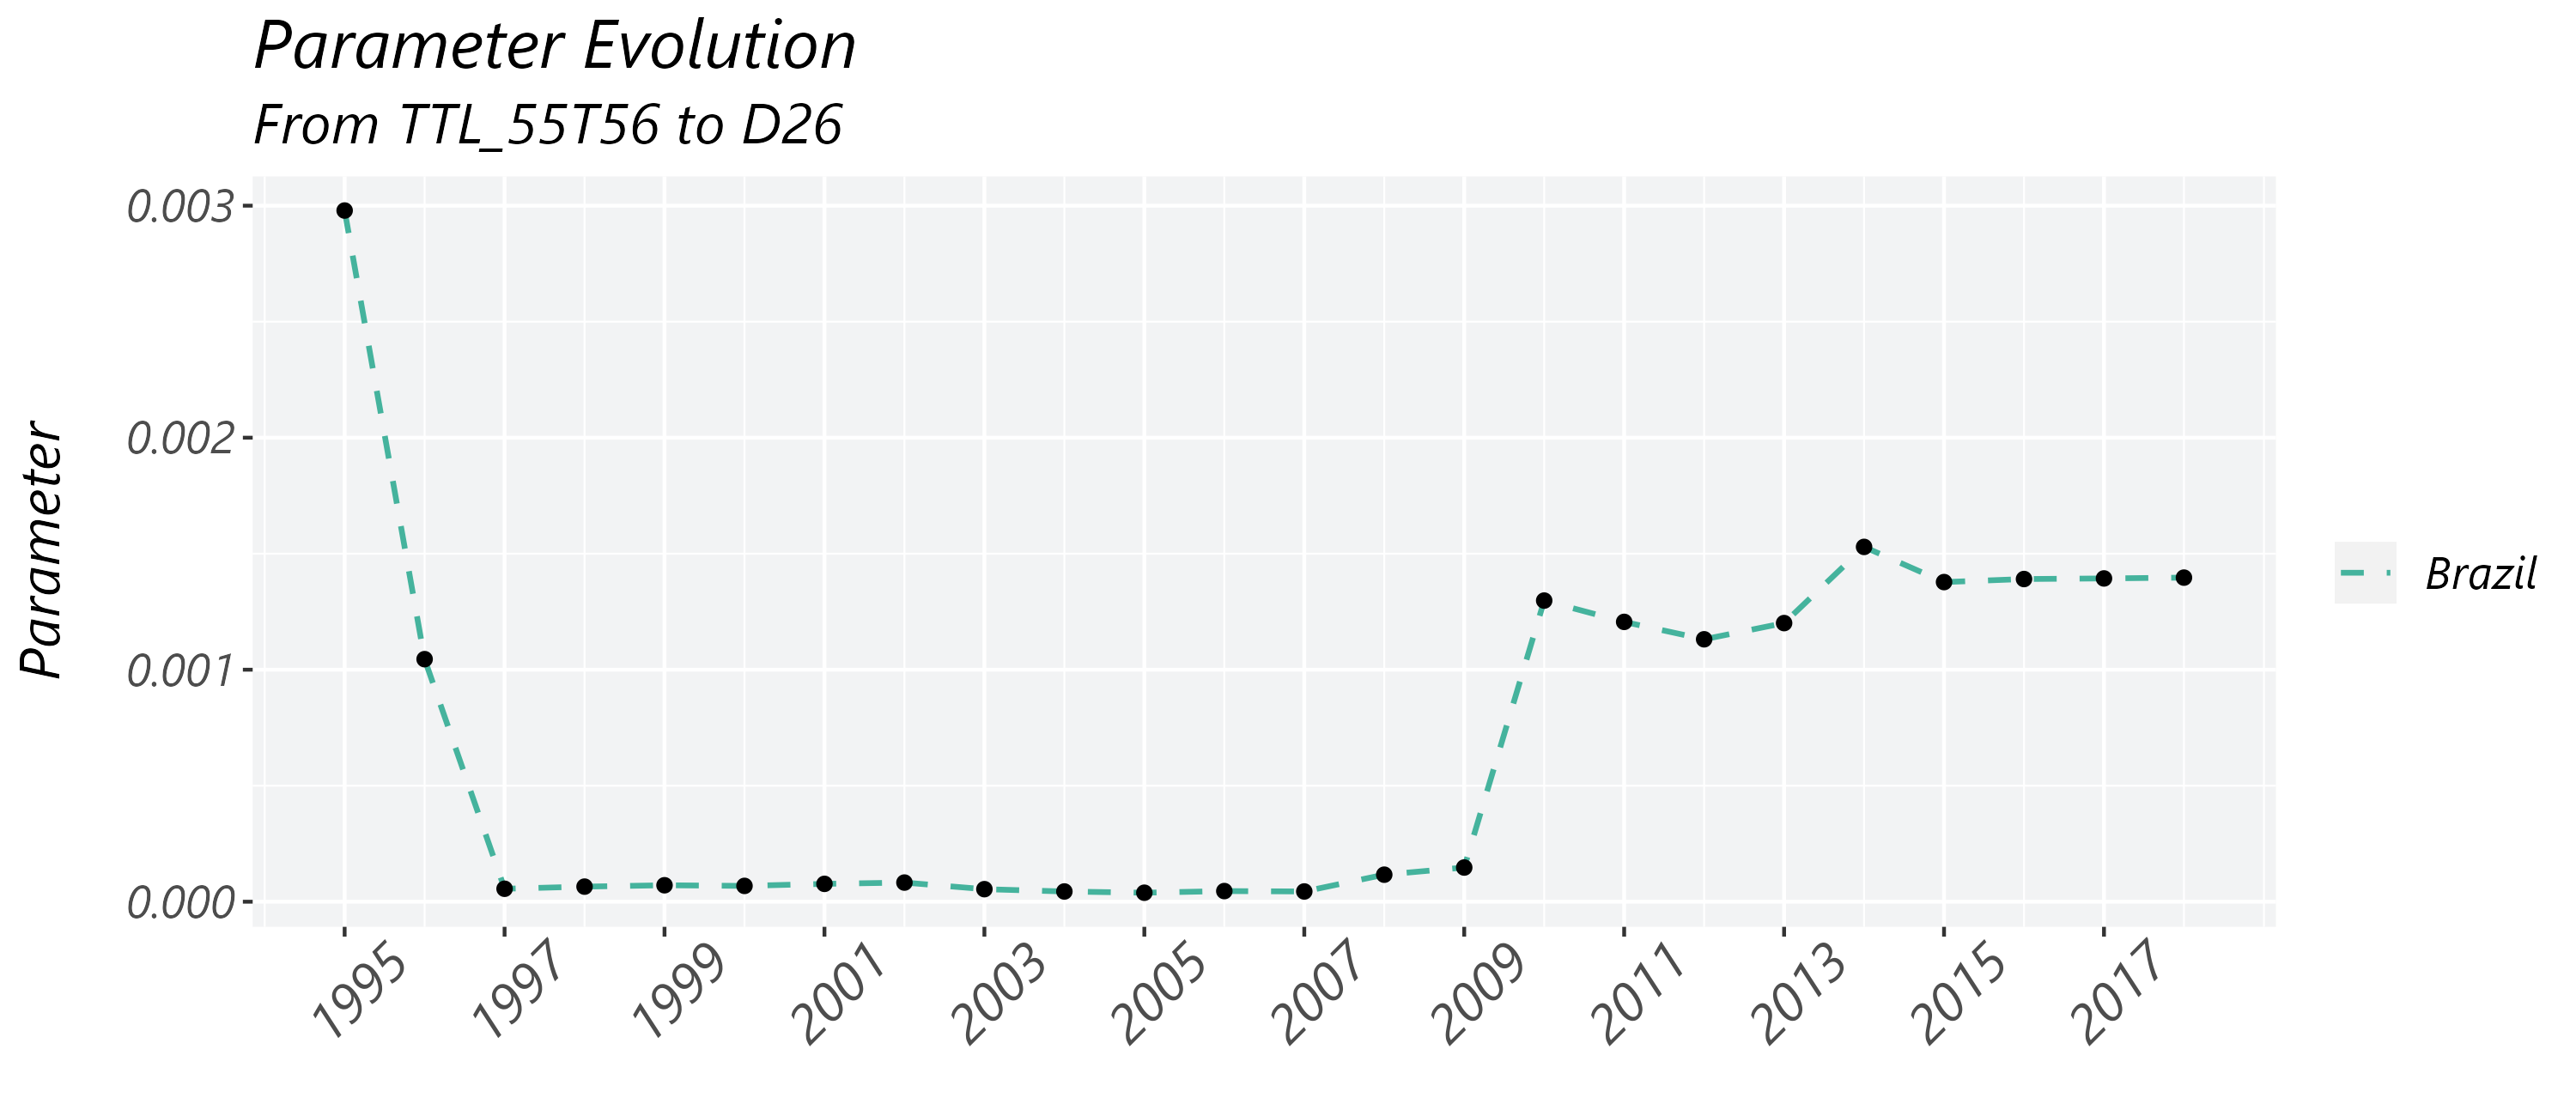 Parameter Evolution
From TTL_55T56 to D26
Parameter
0.003
0.002
0.001
0.000
1995 1997 1999 2001 2003 2005 2007 2009 2011 2013 2015 2017
Brazil